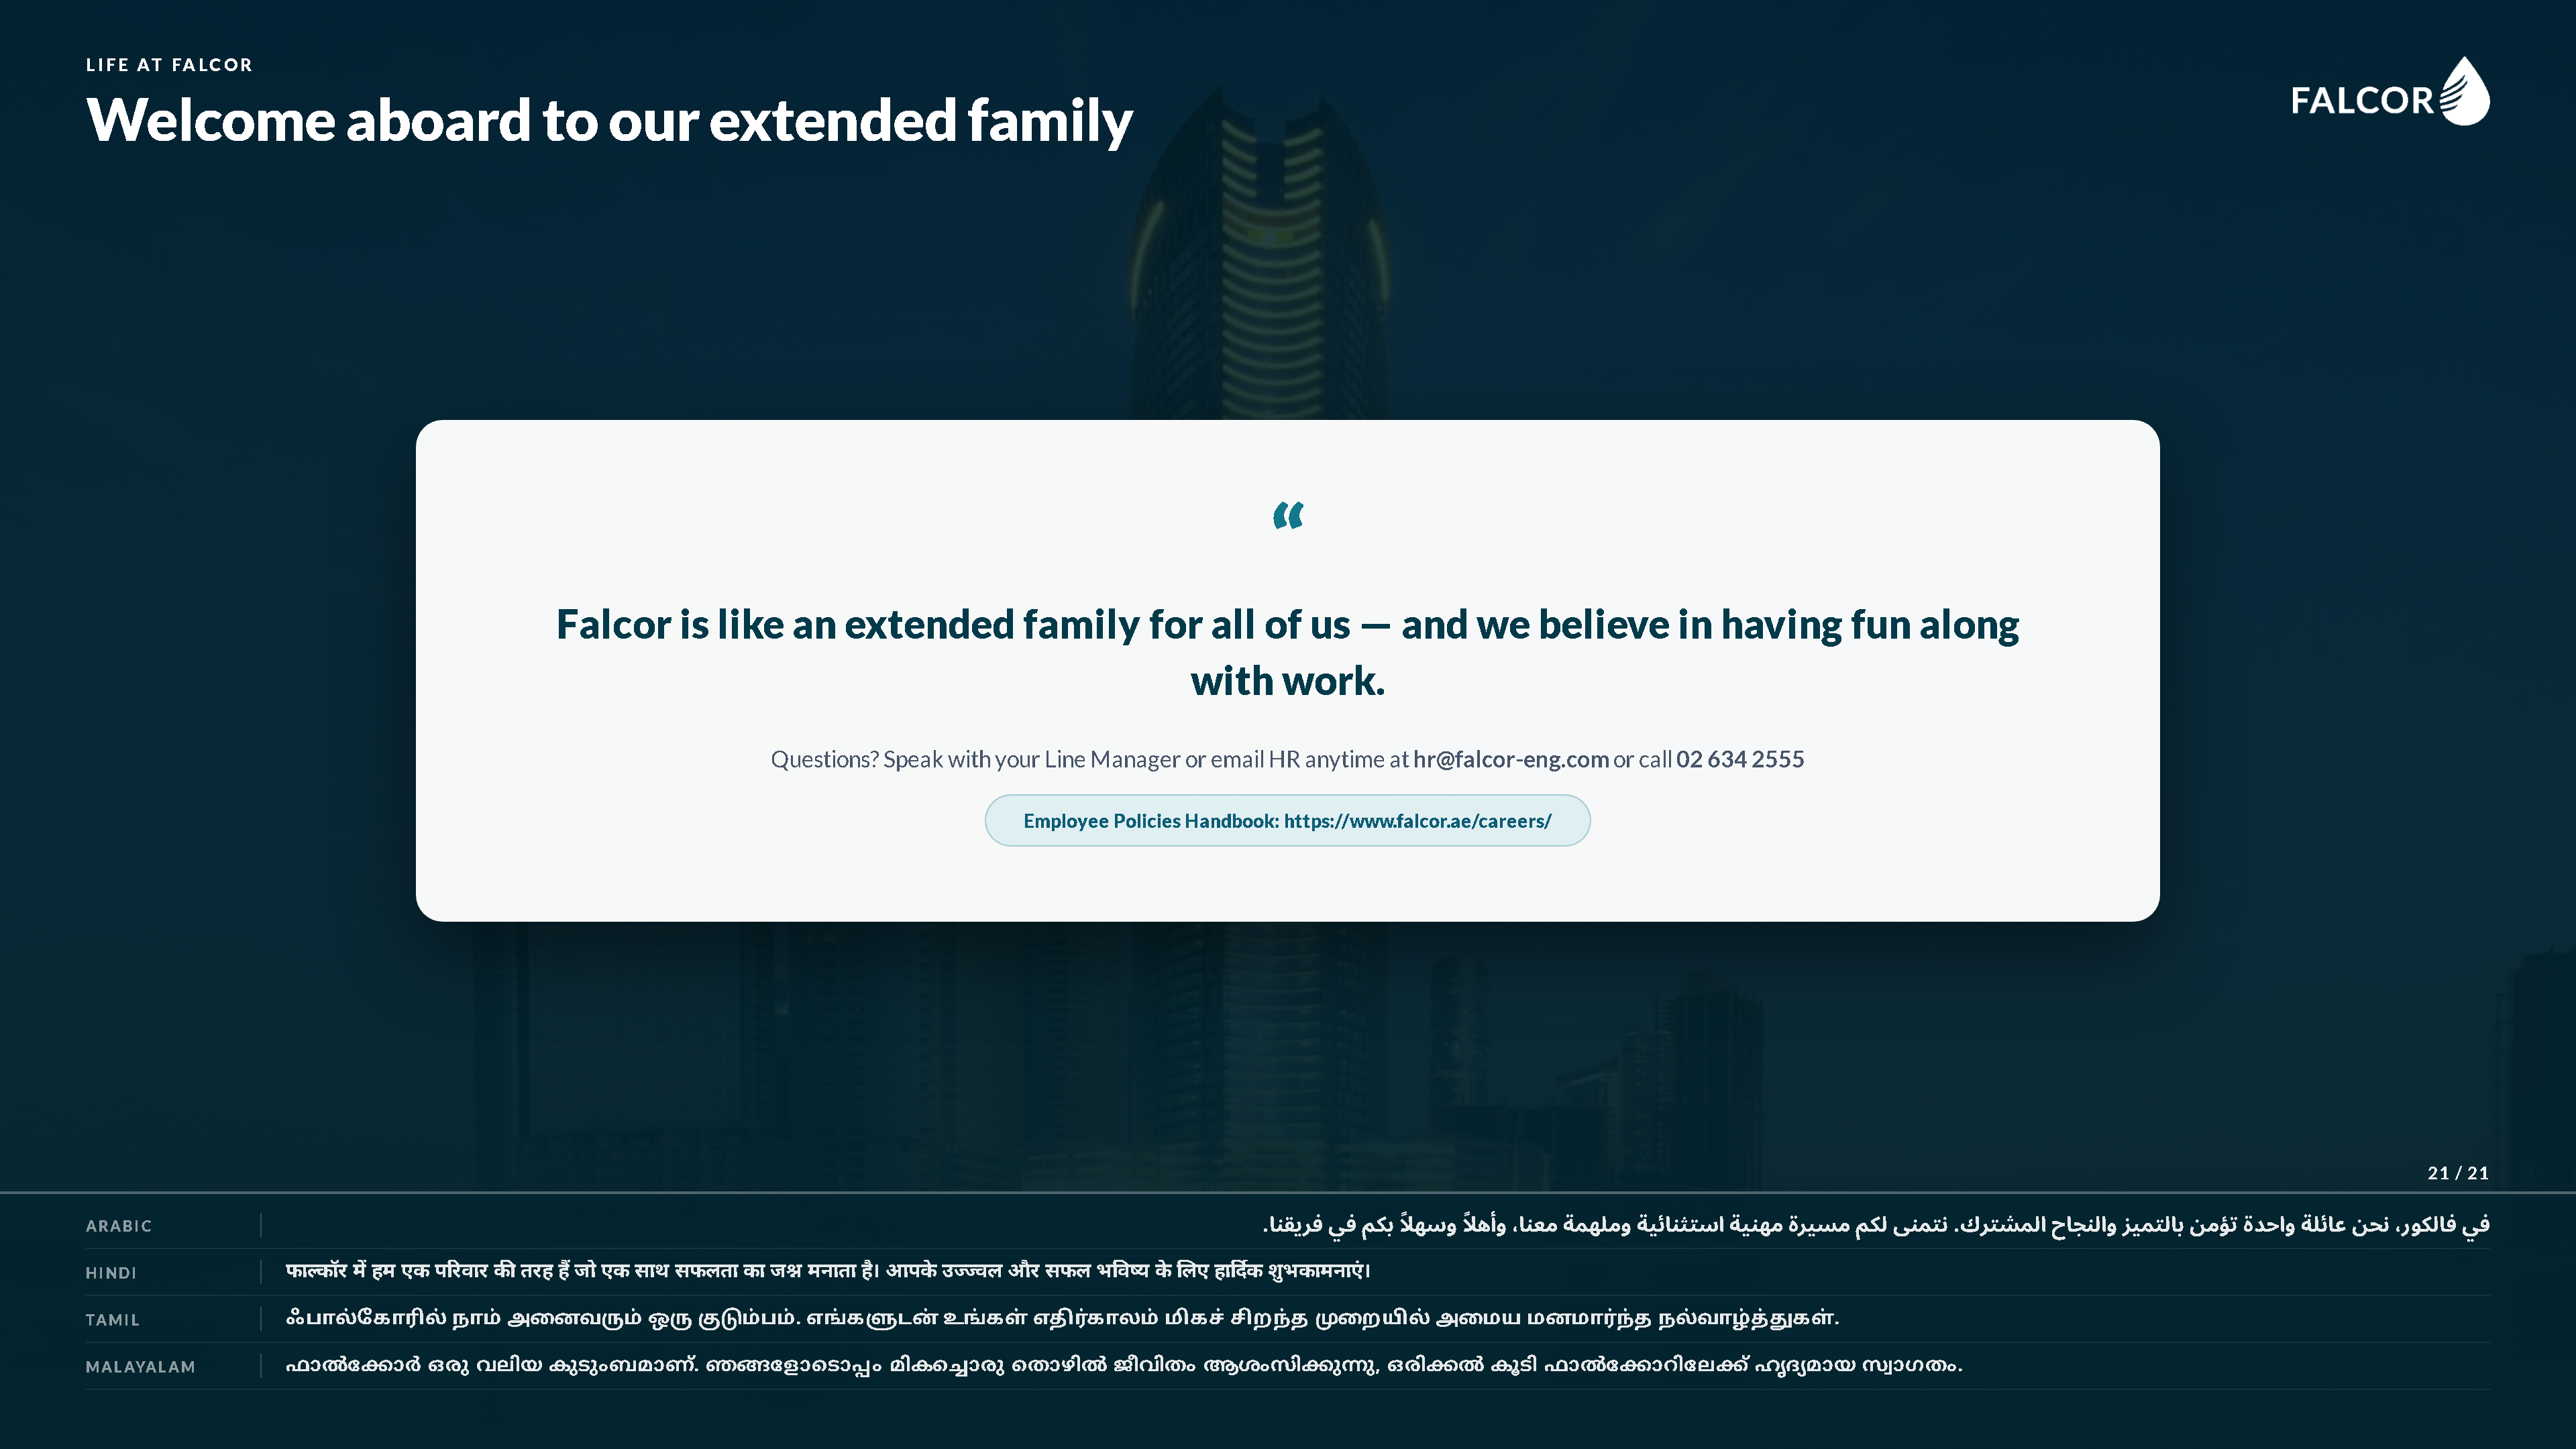 LIFE AT FALCOR
Welcome aboard to our extended family
FALCOR
“
Falcor is like an extended family for all of us — and we believe in having fun along
with work.
Questions? Speak with your Line Manager or email HR anytime at hr@falcor-eng.com or call 02 634 2555
Employee Policies Handbook: https://www.falcor.ae/careers/
21 / 21
ARABIC
في فالكور، نحن عائلة واحدة تؤمن بالتميز والنجاح المشترك. نتمنى لكم مسيرة مهنية استثنائية وملهمة معنا، وأهلاً وسهلاً بكم في فريقنا.
HINDI
फाल्कॉर में हम एक परिवार की तरह हैं जो एक साथ सफलता का जश्न मनाता है। आपके उज्ज्वल और सफल भविष्य के लिए हार्दिक शुभकामनाएं।
TAMIL
ஃபால்கோரில் நாம் அனைவரும் ஒரு குடும்பம். எங்களுடன் உங்கள் எதிர்காலம் மிகச் சிறந்த முறையில் அமைய மனமார்ந்த நல்வாழ்த்துகள்.
MALAYALAM
ഫാൽക്കോർ ഒരു വലിയ കുടുംബമാണ്. ഞങ്ങളോടൊപ്പം മികച്ചൊരു തൊഴിൽ ജീവിതം ആശംസിക്കുന്നു, ഒരിക്കൽ കൂടി ഫാൽക്കോറിലേക്ക് ഹൃദ്യമായ സ്വാഗതം.